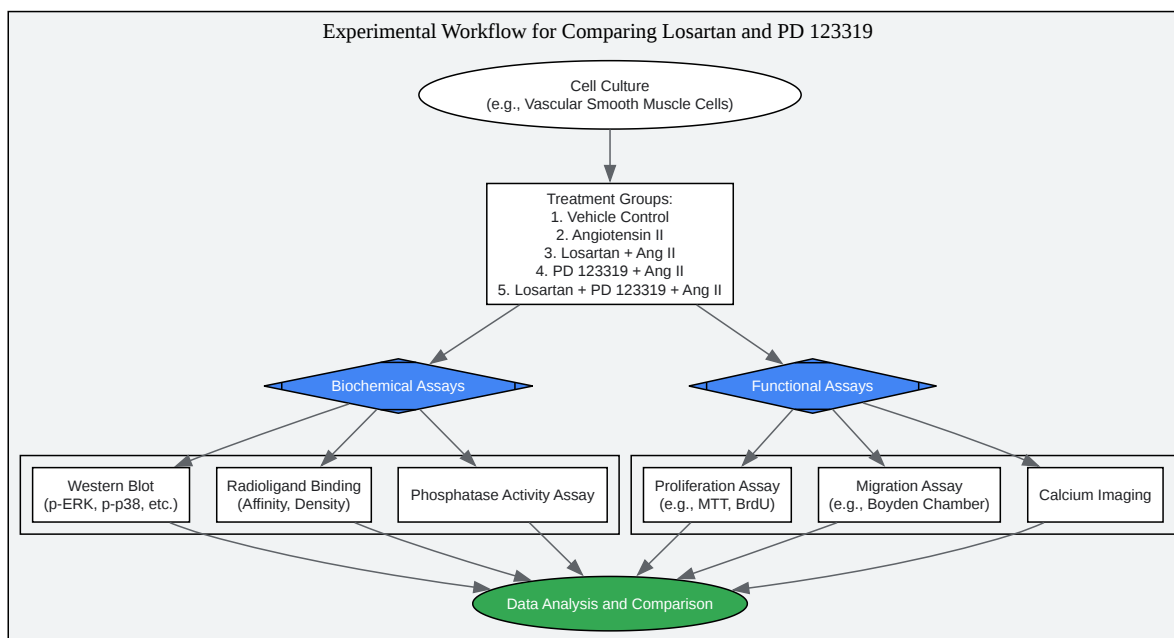 Experimental Workflow for Comparing Losartan and PD 123319
Cell Culture
(e.g., Vascular Smooth Muscle Cells)
Treatment Groups:
1. Vehicle Control
2. Angiotensin II
3. Losartan + Ang II
4. PD 123319 + Ang II
5. Losartan + PD 123319 + Ang II
Biochemical Assays
Functional Assays
Western Blot
(p-ERK, p-p38, etc.)
Radioligand Binding
(Affinity, Density)
Phosphatase Activity Assay
Proliferation Assay
(e.g., MTT, BrdU)
Migration Assay
(e.g., Boyden Chamber)
Calcium Imaging
Data Analysis and Comparison